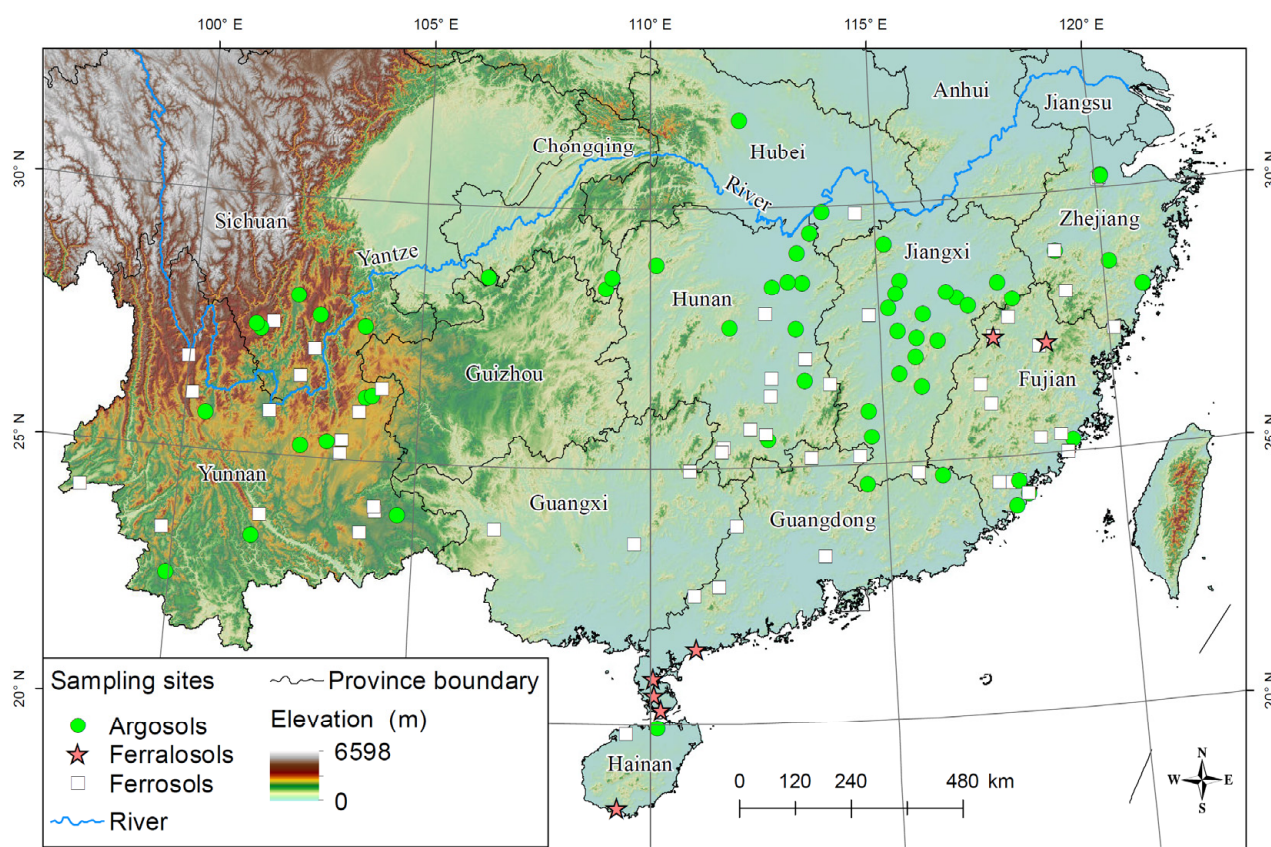 100° E 105° E 110° E 115° E 120° E
Anhui
Jiangsu
Chongqing
Hubei
30° N
30° N
River
Sichuan
Zhejiang
Yantze
Jiangxi
Hunan
Guizhou
Fujian
25° N
25° N
Yunnan
Guangxi
Guangdong
20° N
20° N
Hainan
Sampling sites
Argosols
Ferralosols
Ferrosols
River
Province boundary
Elevation (m)
6598
0
0 120 240 480 km
N
W E
S